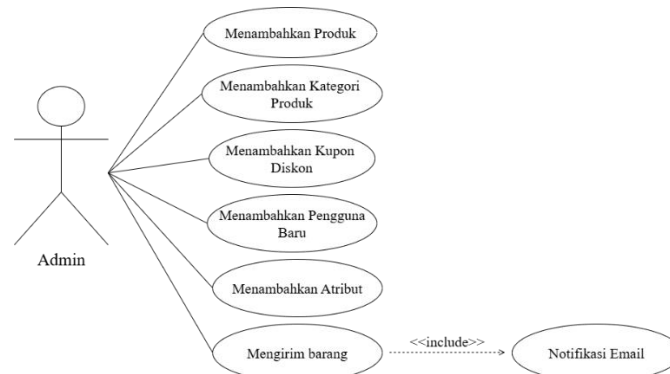 Menambahkan Produk
Menambahkan Kategori
Produk
Menambahkan Kupon
Diskon
Menambahkan Pengguna
Baru
Admin
Menambahkan Atribut
Mengirim barang
<<include>>
Notifikasi Email